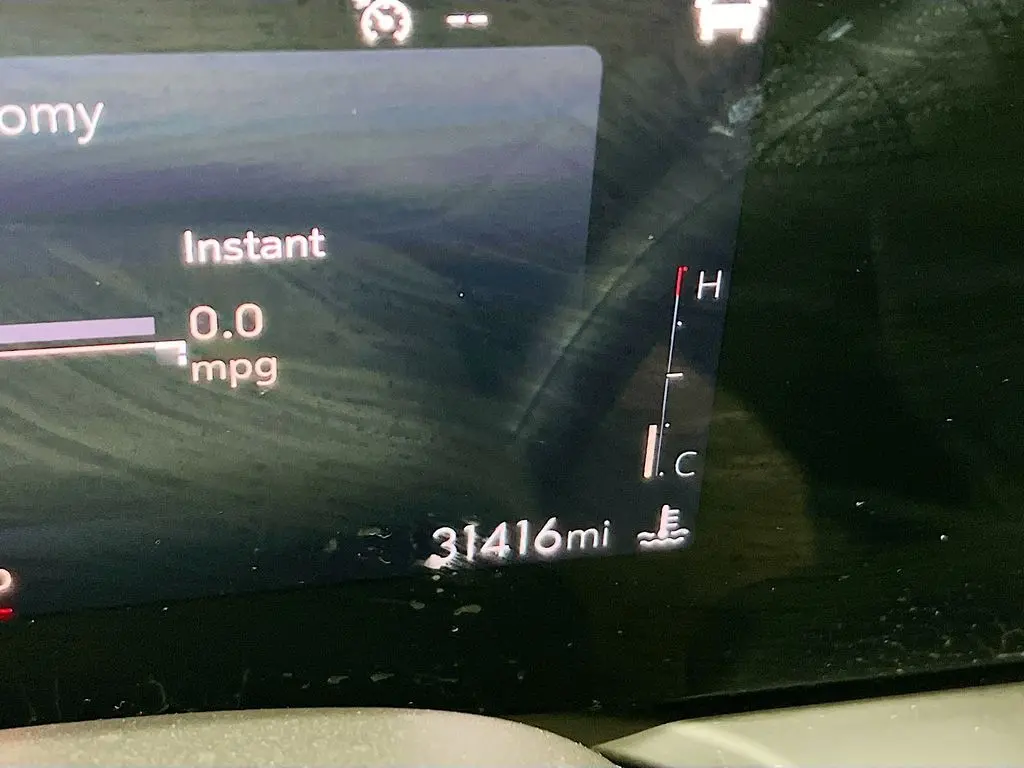 --
omy
Instant
0.0
mpg
H
C
31416mi